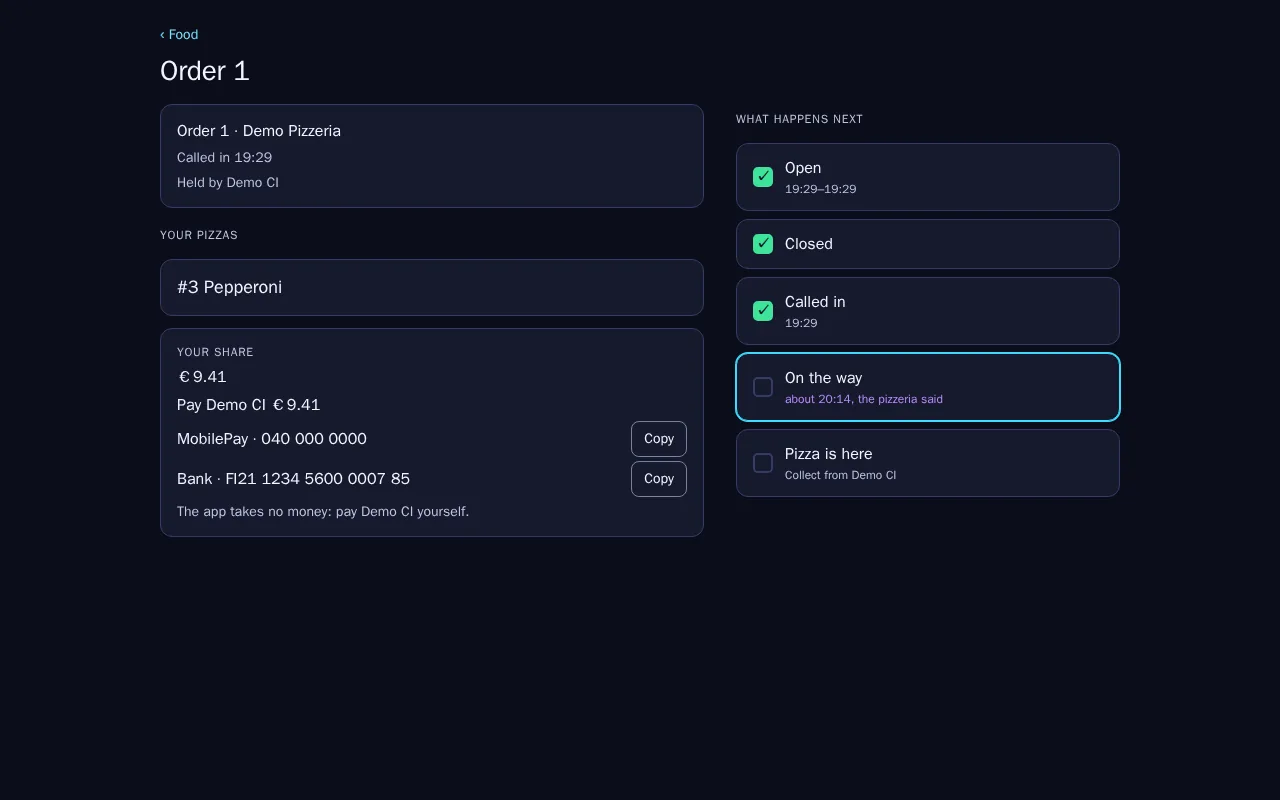 ‹ Food
Order 1
Order 1 · Demo Pizzeria
Called in 19:29
Held by Demo CI
YOUR PIZZAS
#3 Pepperoni
YOUR SHARE
€ 9.41
Pay Demo CI € 9.41
MobilePay · 040 000 0000
Copy
Bank · FI21 1234 5600 0007 85
Copy
The app takes no money: pay Demo CI yourself.
WHAT HAPPENS NEXT
Open
19:29–19:29
Closed
Called in
19:29
On the way
about 20:14, the pizzeria said
Pizza is here
Collect from Demo CI